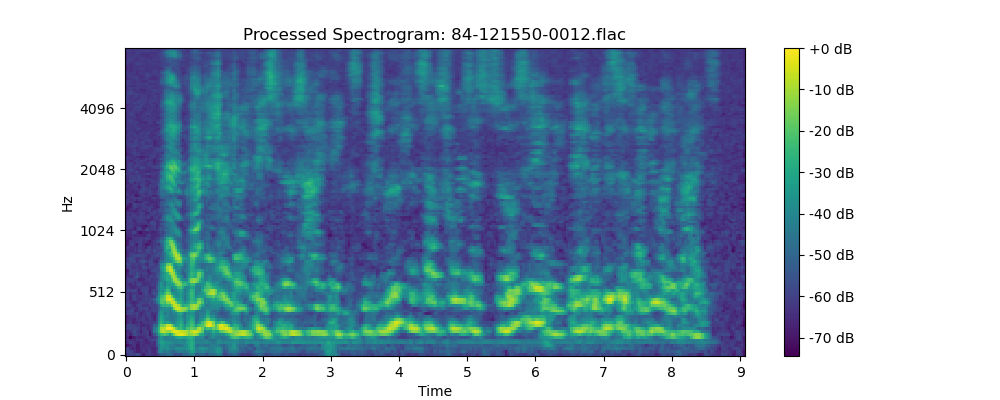 Processed Spectrogram: 84-121550-0012.flac
Hz
4096
2048
1024
512
0
0 1 2 3 4 5 6 7 8 9
Time
+0 dB
-10 dB
-20 dB
-30 dB
-40 dB
-50 dB
-60 dB
-70 dB